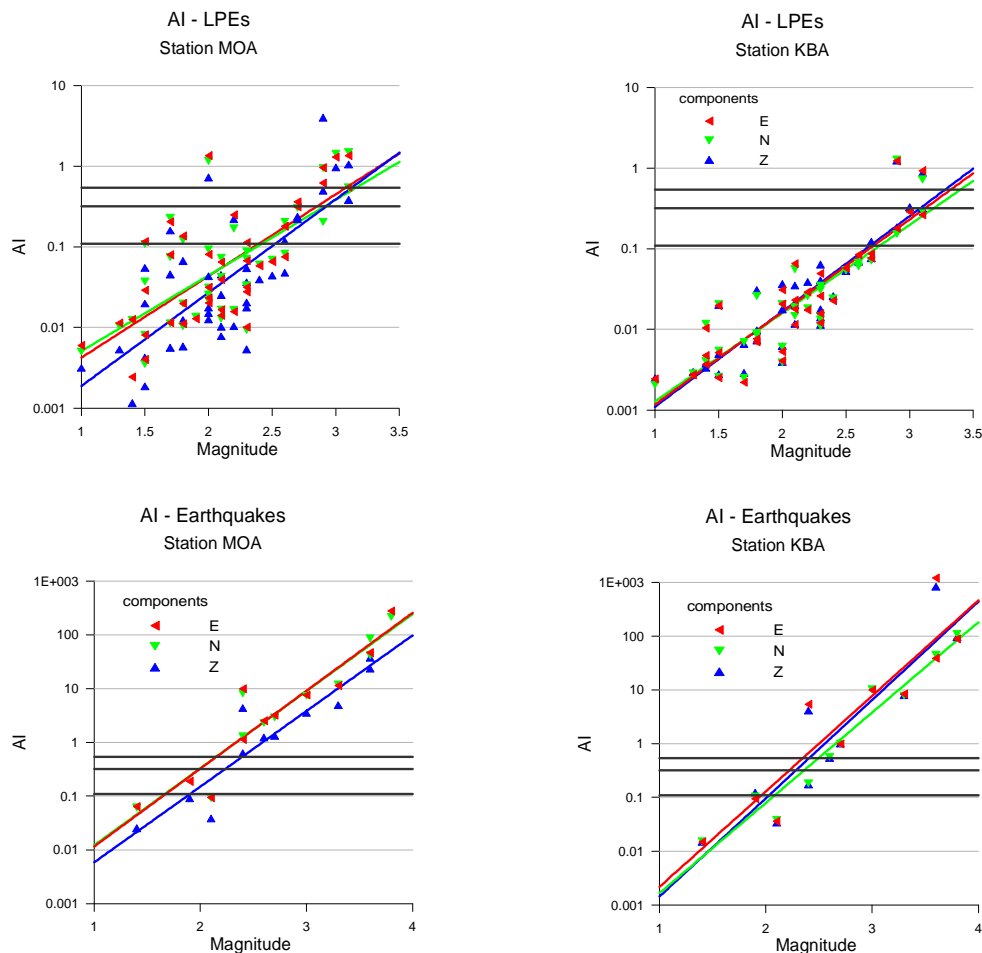 AI - LPEs
Station MOA
10
1
0.1
0.01
0.001
AI
1 1.5 2 2.5 3 3.5
Magnitude
AI - LPEs
Station KBA
components
E
N
Z
10
1
0.1
0.01
0.001
AI
1 1.5 2 2.5 3 3.5
Magnitude
AI - Earthquakes
Station MOA
components
E
N
Z
1E+003
100
10
1
0.1
0.01
0.001
AI
1 2 3 4
Magnitude
AI - Earthquakes
Station KBA
components
E
N
Z
1E+003
100
10
1
0.1
0.01
0.001
AI
1 2 3 4
Magnitude